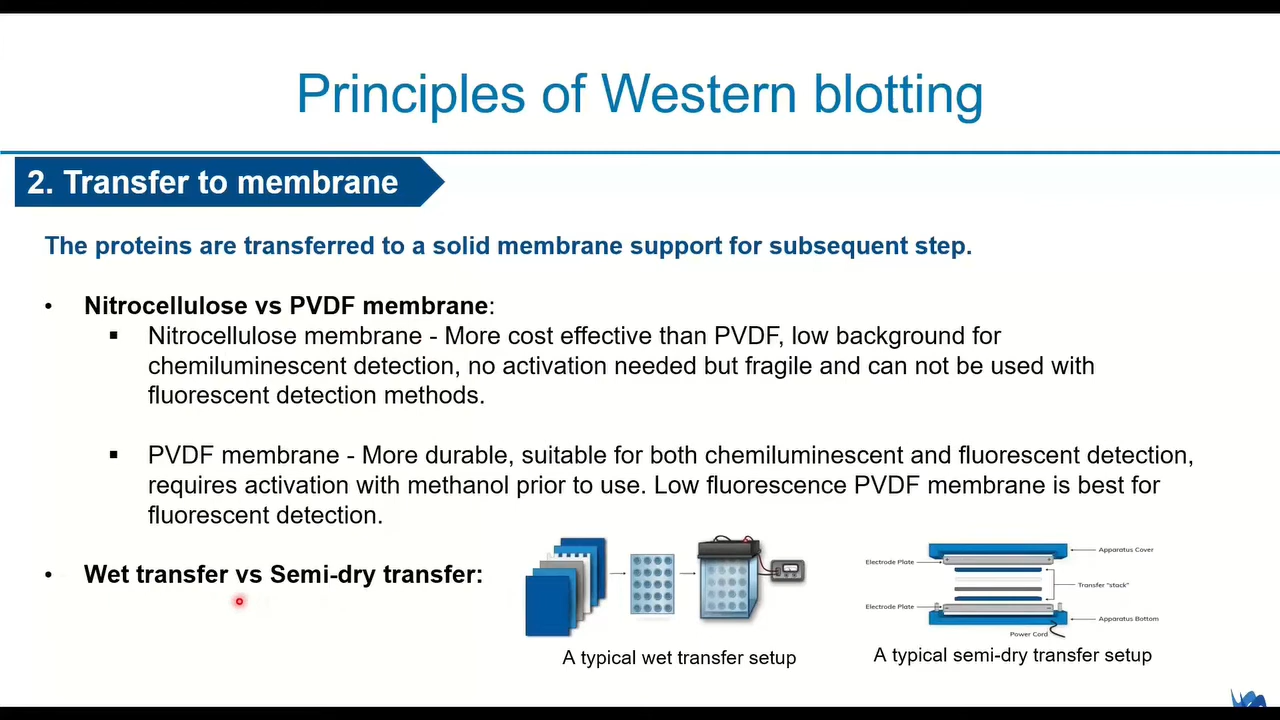 Principles of Western blotting
2. Transfer to membrane
The proteins are transferred to a solid membrane support for subsequent step.
• Nitrocellulose vs PVDF membrane:
▪ Nitrocellulose membrane - More cost effective than PVDF, low background for
chemiluminescent detection, no activation needed but fragile and can not be used with
fluorescent detection methods.
▪ PVDF membrane - More durable, suitable for both chemiluminescent and fluorescent detection,
requires activation with methanol prior to use. Low fluorescence PVDF membrane is best for
fluorescent detection.
• Wet transfer vs Semi-dry transfer:
A typical wet transfer setup
Apparatus Cover
Electrode Plate
Transfer "stack"
Electrode Plate
Apparatus Bottom
Power Cord
A typical semi-dry transfer setup